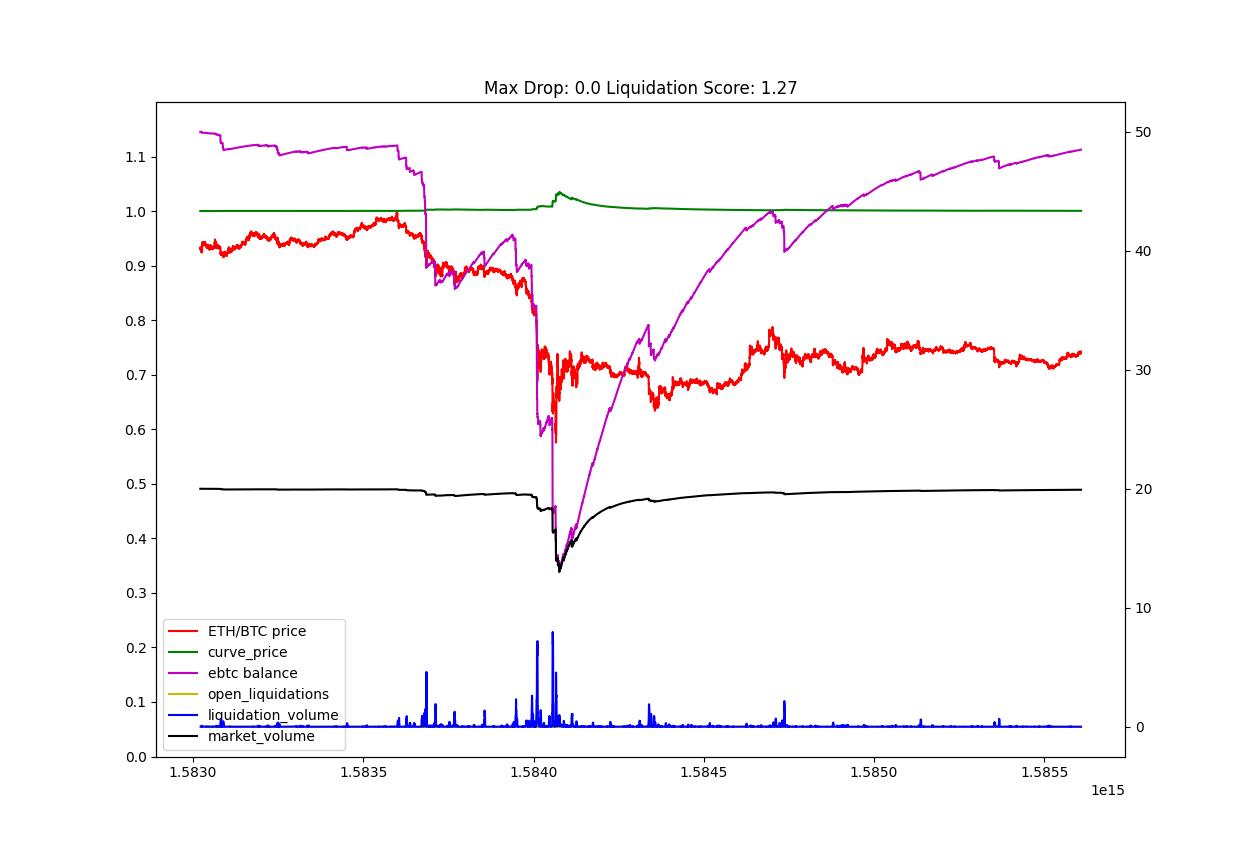 Max Drop: 0.0 Liquidation Score: 1.27
1.1
1.0
0.9
0.8
0.7
0.6
0.5
0.4
0.3
0.2
0.1
0.0
50
40
30
20
10
0
ETH/BTC price
curve_price
ebtc balance
open_liquidations
liquidation_volume
market_volume
1.5830 1.5835 1.5840 1.5845 1.5850 1.5855
1e15